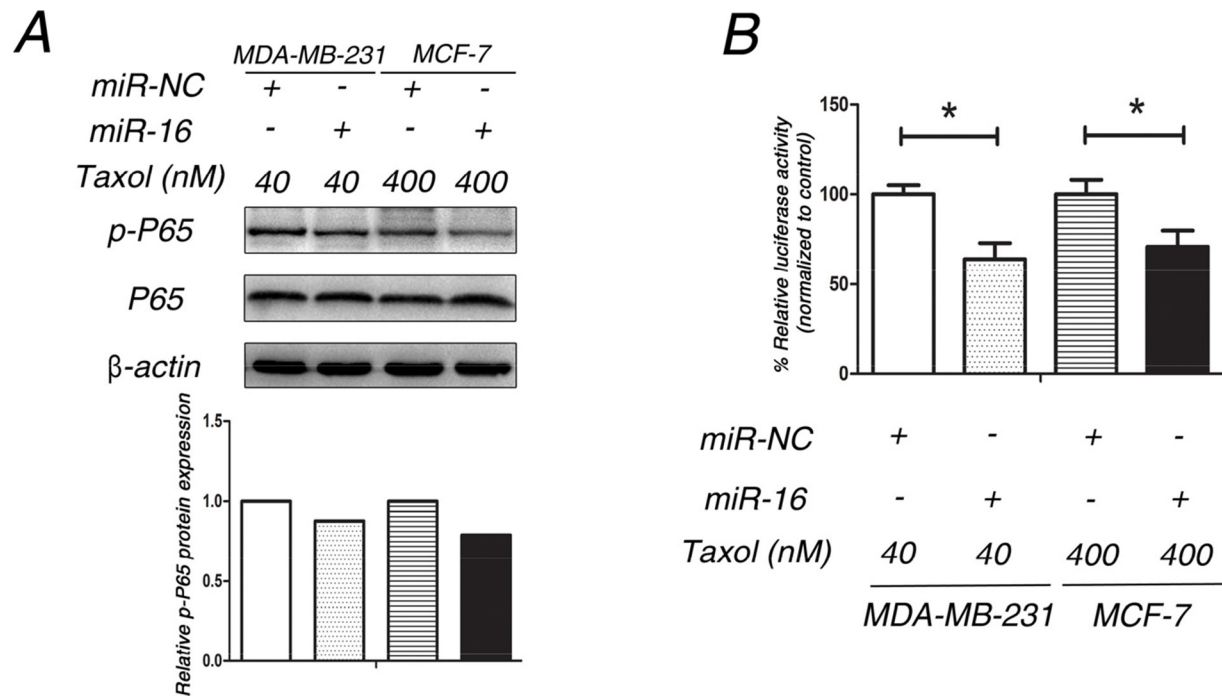 A
MDA-MB-231 MCF-7
miR-NC + - + -
miR-16 - + - +
Taxol (nM) 40 40 400 400
p-P65
P65
β-actin
Relative p-P65 protein expression
1.5
1.0
0.5
0.0
B
% Relative luciferase activity
(normalized to control)
150
100
50
0
* *
miR-NC + - + -
miR-16 - + - +
Taxol (nM) 40 40 400 400
MDA-MB-231 MCF-7